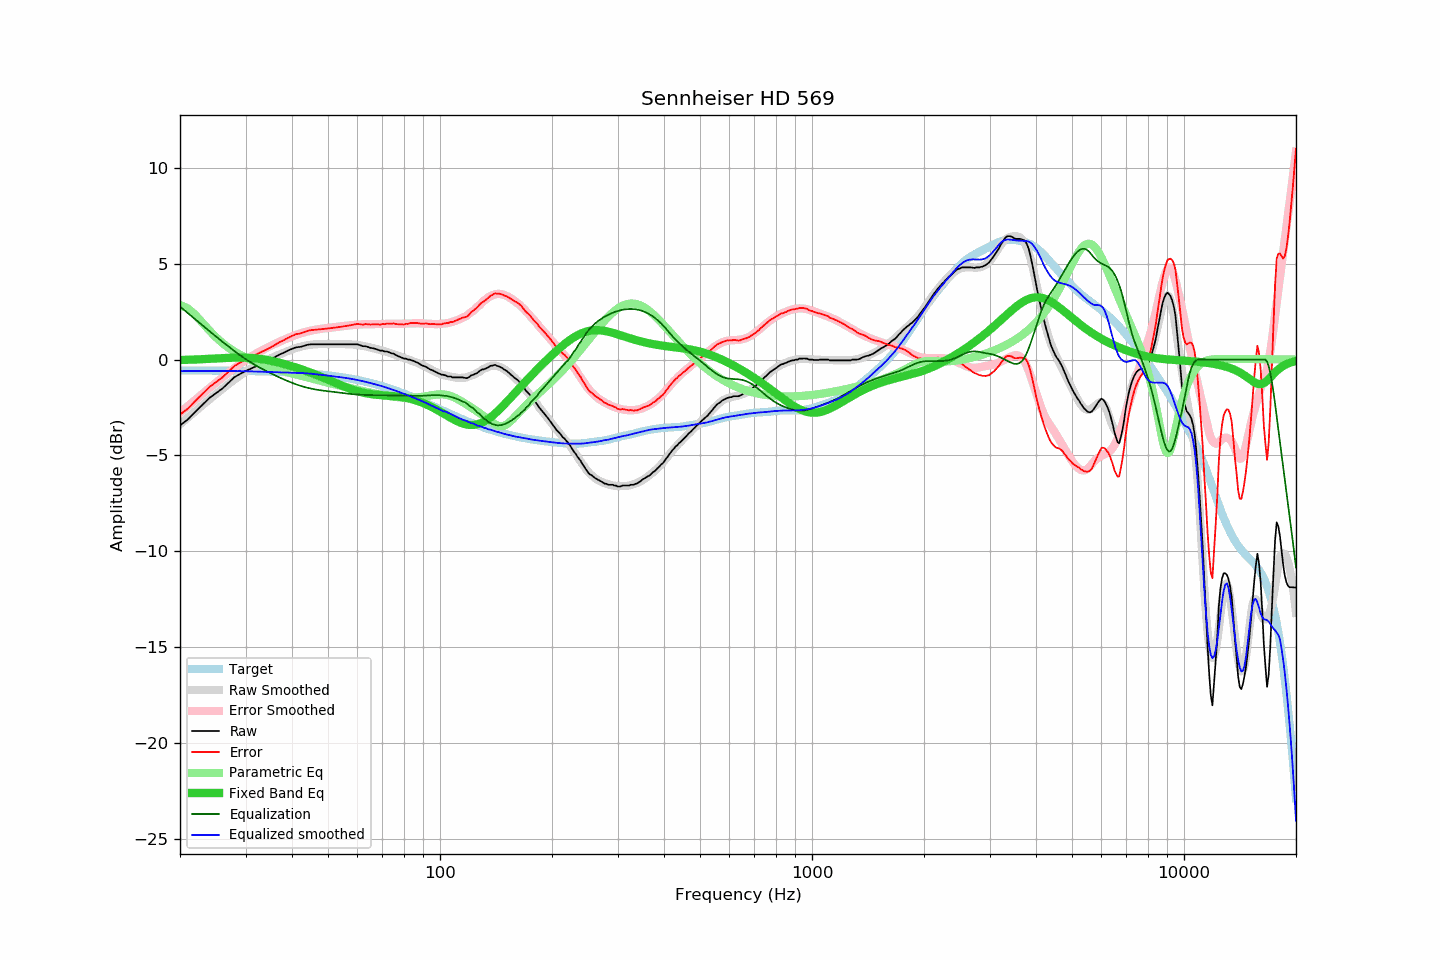 Sennheiser HD 569
10
5
0
−5
−10
−15
−20
−25
Amplitude (dBr)
Target
Raw Smoothed
Error Smoothed
Raw
Error
Parametric Eq
Fixed Band Eq
Equalization
Equalized smoothed
100 1000 10000
Frequency (Hz)